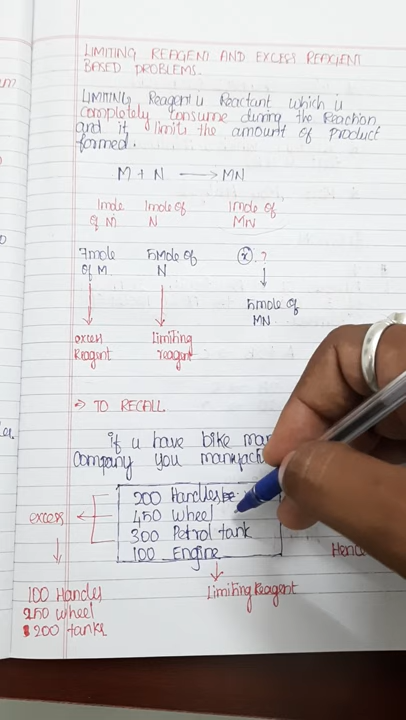 LIMITING REAGENT AND EXCESS REAGENT
BASED PROBLEMS.
LIMITING Reagent is Reactant which is
completely consume during the Reaction
and it limits the amount of product
formed.
M + N → MN
1mole of M 1mole of N 1mole of MN
7mole of M 5Mole of N x ?
5mole of MN
excess Reagent Limiting reagent
⇒ TO RECALL
if u have bike
company you
200 Handles
450 Wheel
300 Petrol tank
100 Engine
excess
Limiting Reagent
Hence
100 Handles
250 Wheel
200 tanks